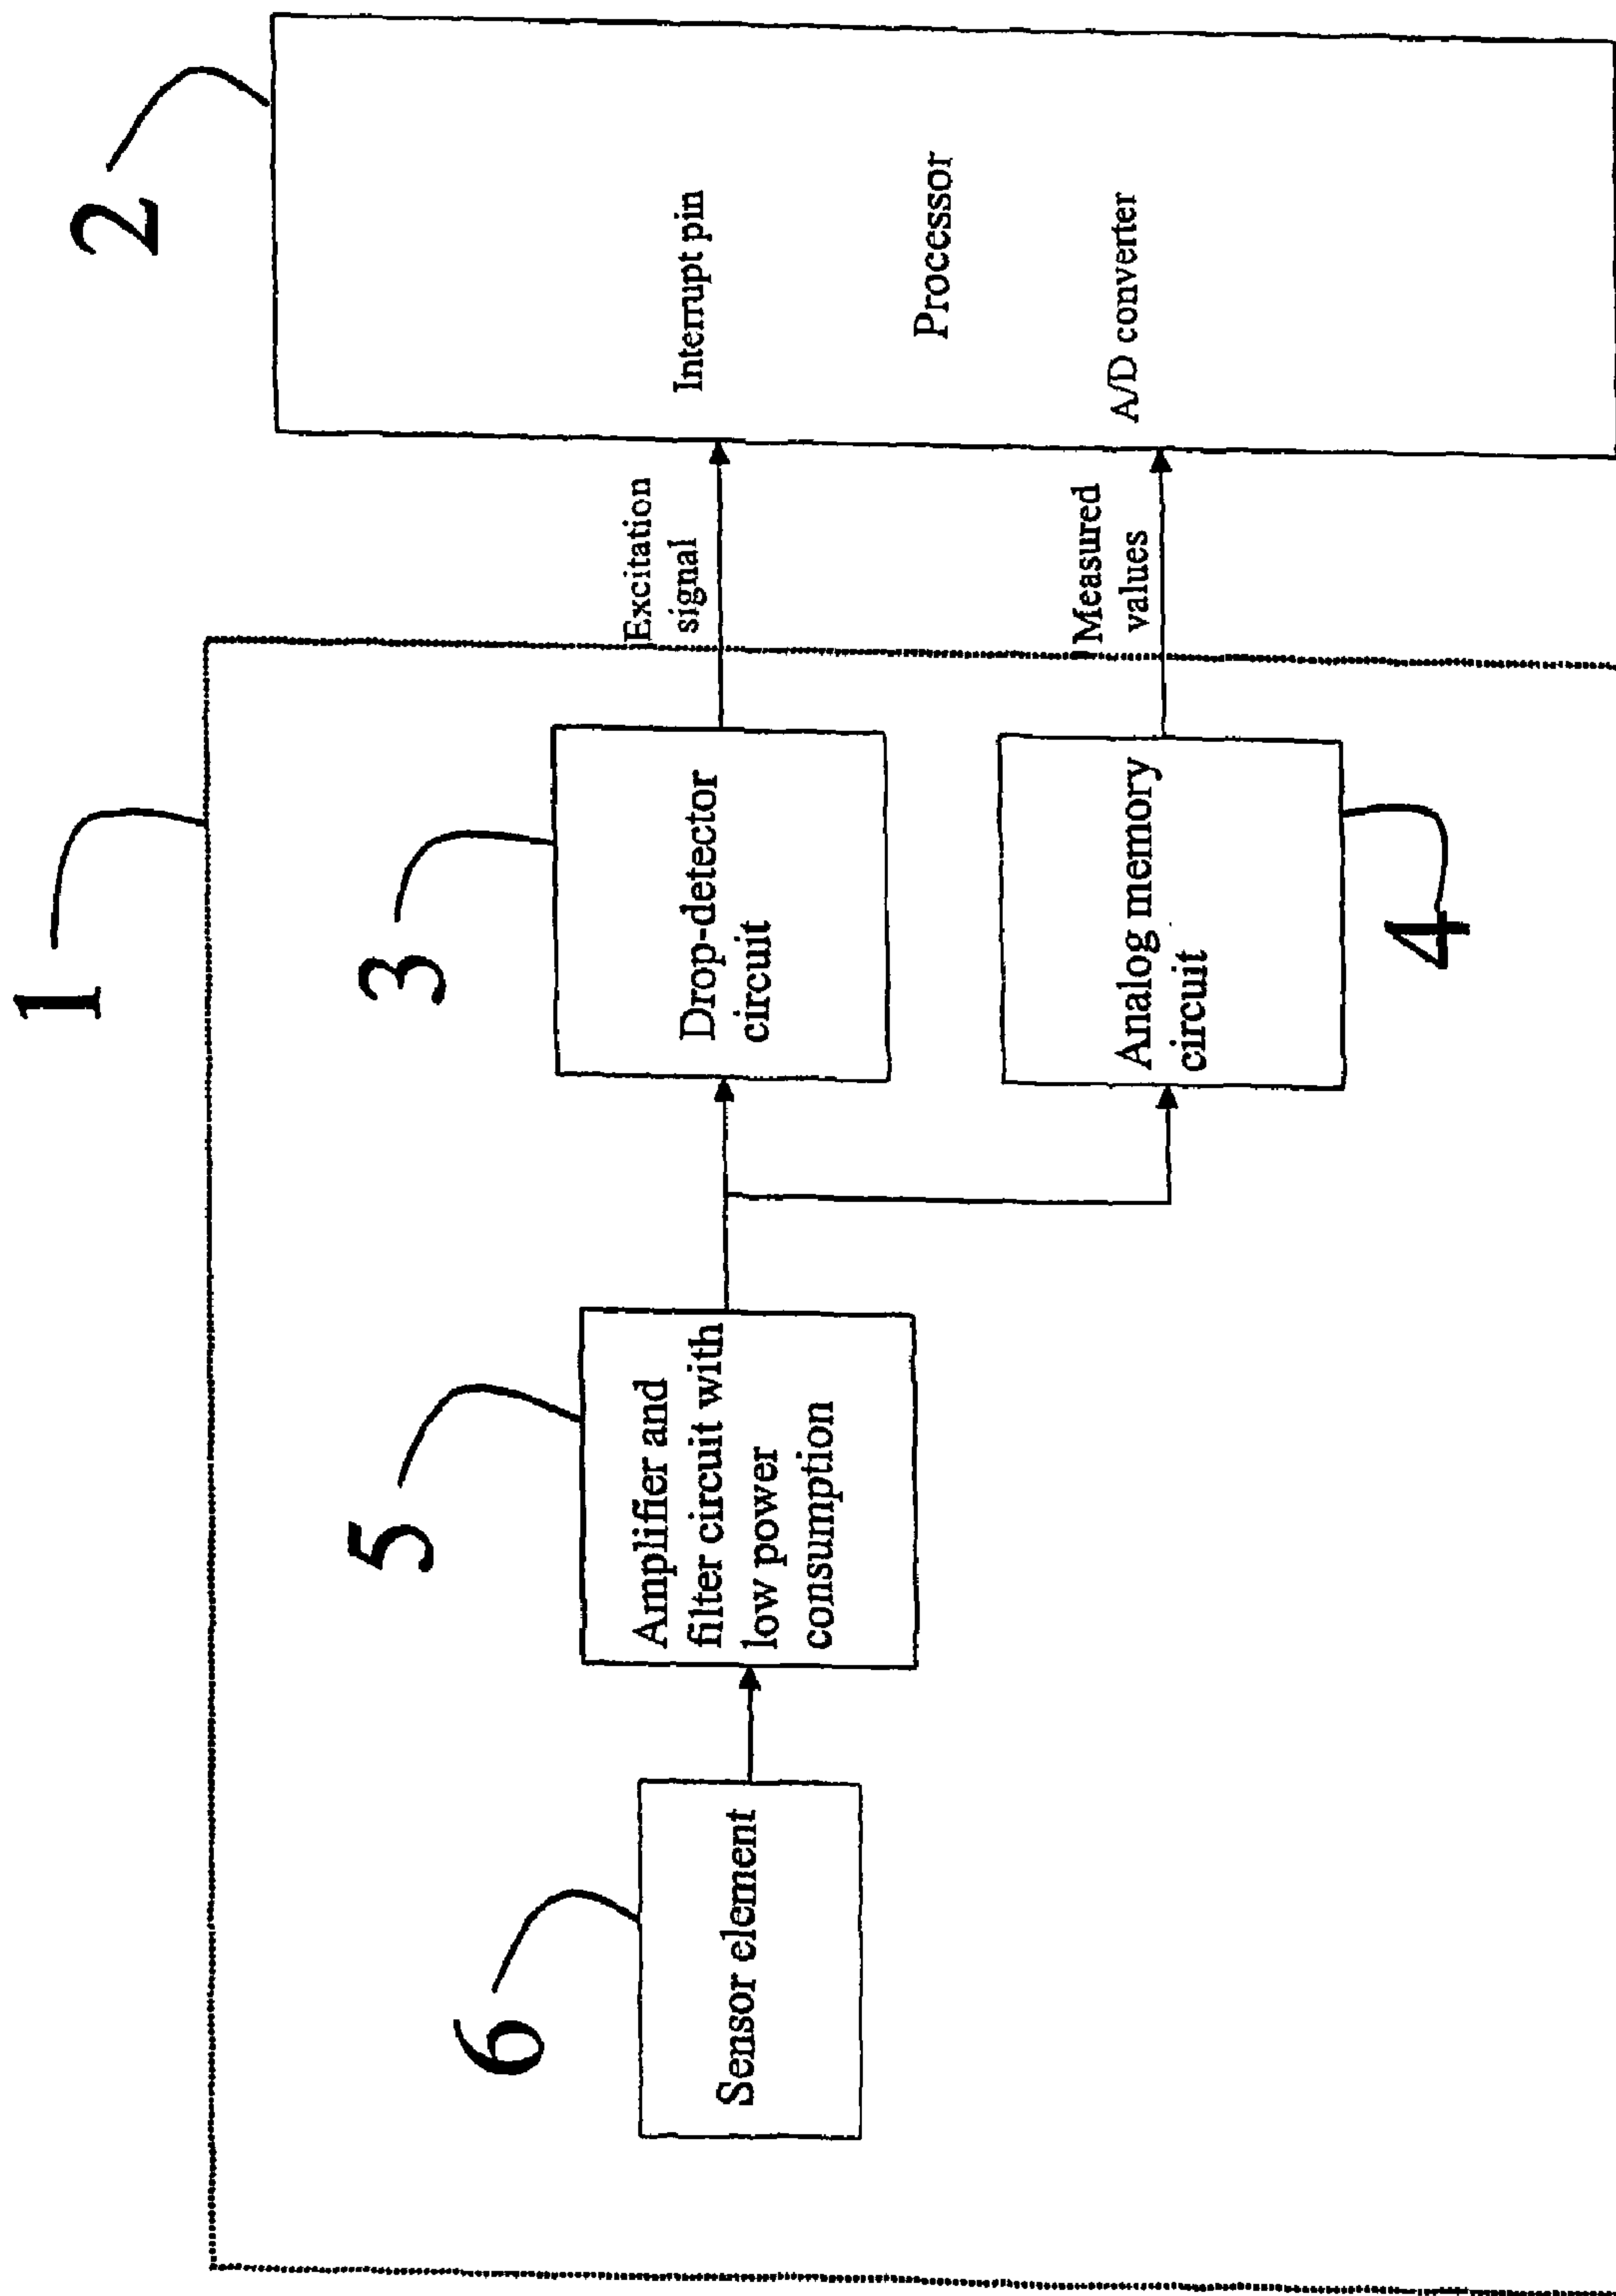 1
2
3
4
5
6
Sensor element
Amplifier and
filter circuit with
low power
consumption
Drop-detector
circuit
Analog memory
circuit
Excitation
signal
Measured
values
Interrupt pin
Processor
A/D converter